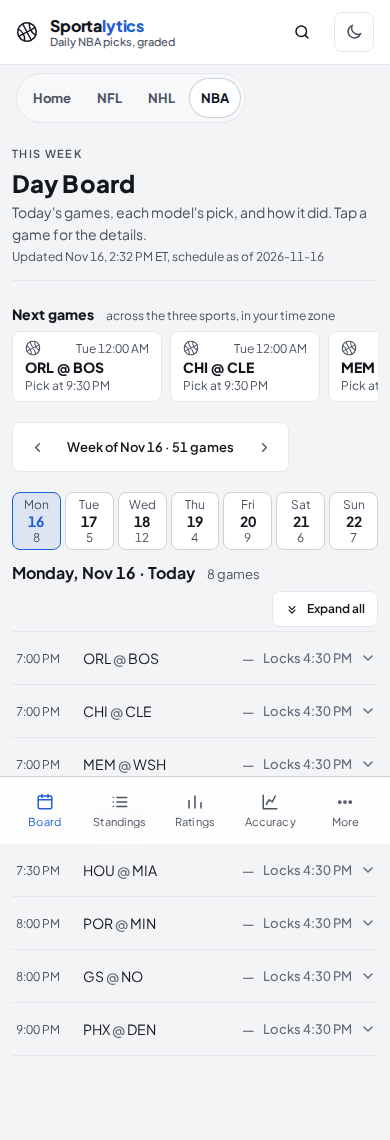 Sportalytics
Daily NBA picks, graded
Home NFL NHL NBA
THIS WEEK
Day Board
Today's games, each model's pick, and how it did. Tap a
game for the details.
Updated Nov 16, 2:32 PM ET, schedule as of 2026-11-16
Next games across the three sports, in your time zone
Tue 12:00 AM
ORL @ BOS
Pick at 9:30 PM
Tue 12:00 AM
CHI @ CLE
Pick at 9:30 PM
MEM
Pick at
Week of Nov 16 · 51 games
Mon Tue Wed Thu Fri Sat Sun
16 17 18 19 20 21 22
8 5 12 4 9 6 7
Monday, Nov 16 · Today 8 games
Expand all
7:00 PM ORL @ BOS — Locks 4:30 PM
7:00 PM CHI @ CLE — Locks 4:30 PM
7:00 PM MEM @ WSH — Locks 4:30 PM
Board Standings Ratings Accuracy More
7:30 PM HOU @ MIA — Locks 4:30 PM
8:00 PM POR @ MIN — Locks 4:30 PM
8:00 PM GS @ NO — Locks 4:30 PM
9:00 PM PHX @ DEN — Locks 4:30 PM